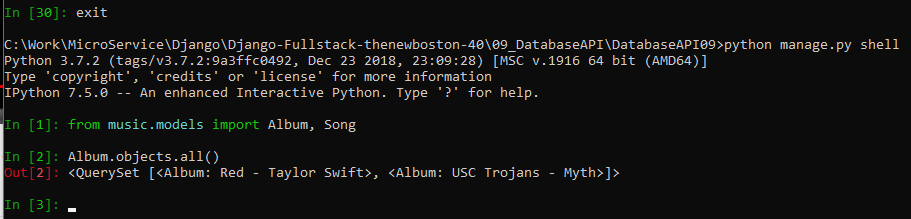 In [30]: exit
C:\Work\MicroService\Django\Django-Fullstack-thenewboston-40\09_DatabaseAPI\DatabaseAPI09>python manage.py shell
Python 3.7.2 (tags/v3.7.2:9a3ffc0492, Dec 23 2018, 23:09:28) [MSC v.1916 64 bit (AMD64)]
Type 'copyright', 'credits' or 'license' for more information
IPython 7.5.0 -- An enhanced Interactive Python. Type '?' for help.
In [1]: from music.models import Album, Song
In [2]: Album.objects.all()
Out[2]: <QuerySet [<Album: Red - Taylor Swift>, <Album: USC Trojans - Myth>]>
In [3]: